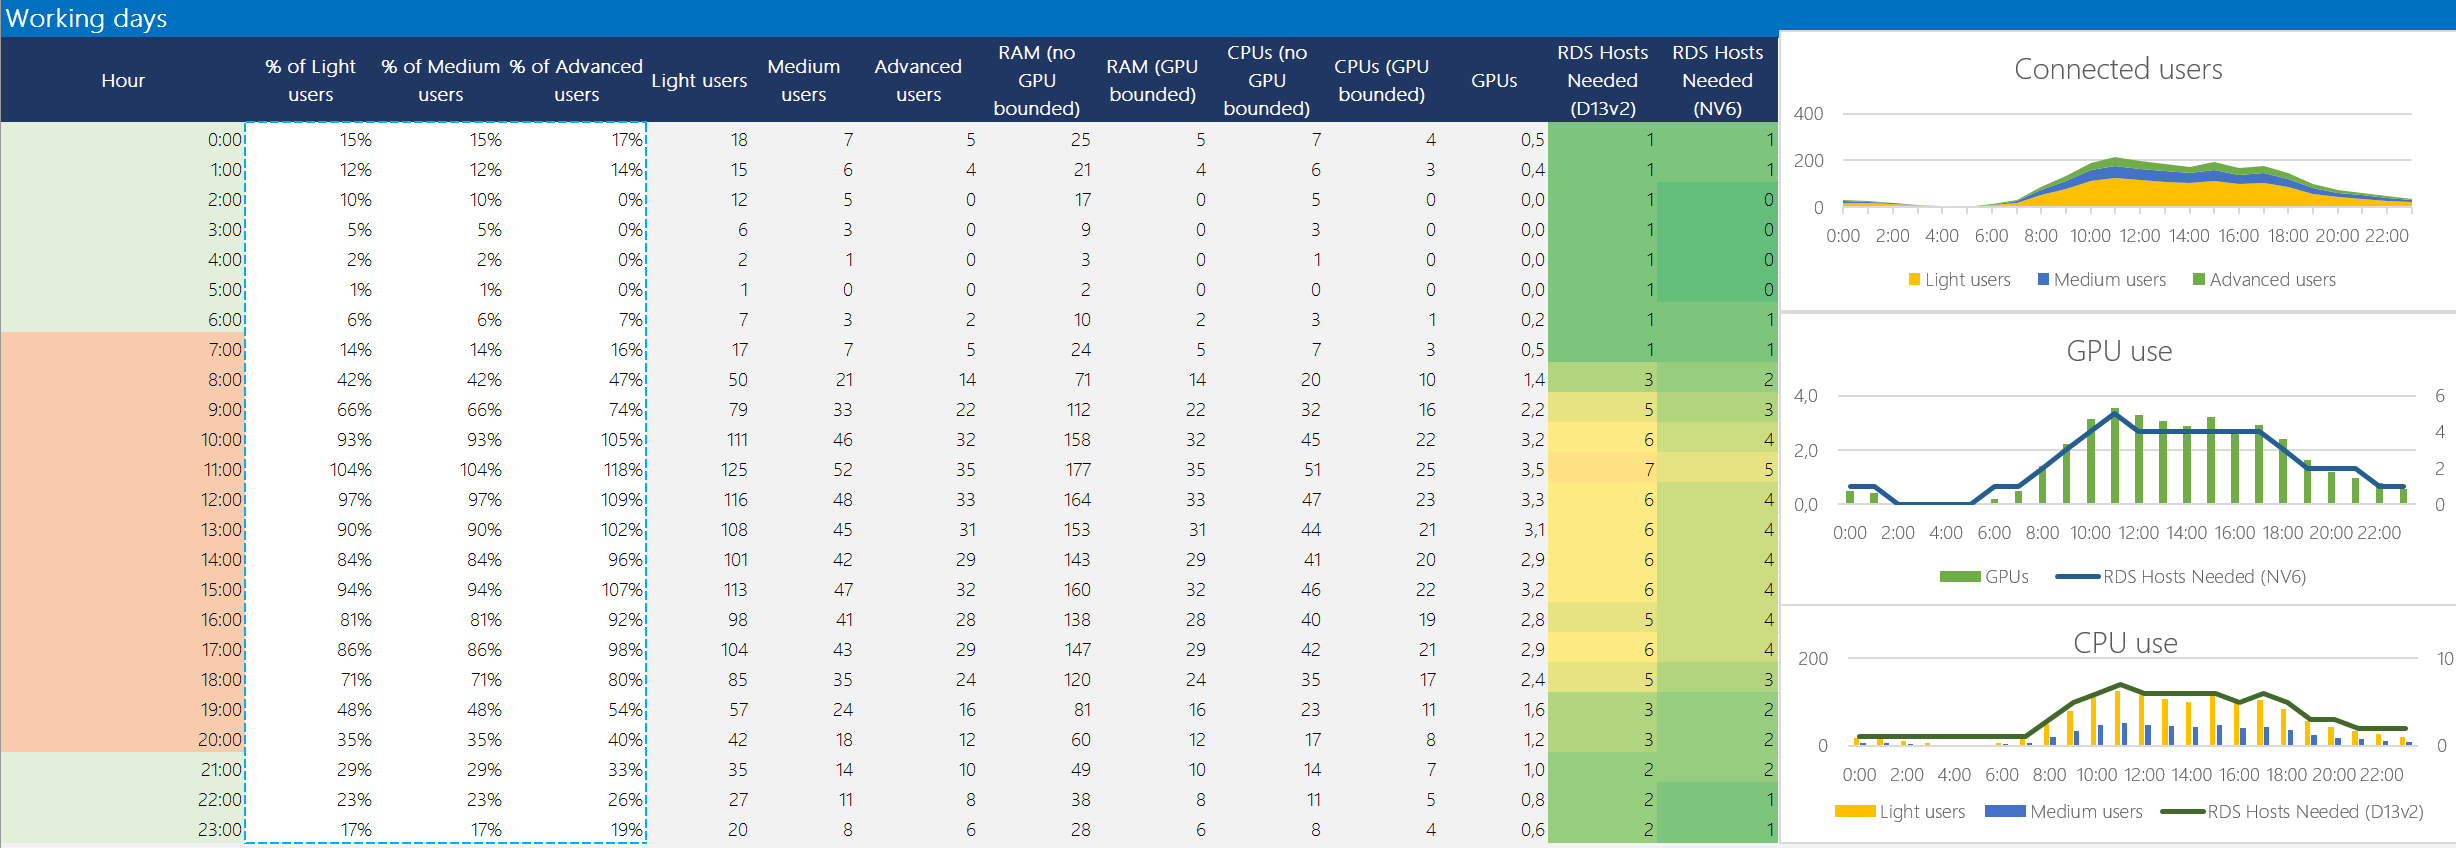 Working days
Hour % of Light users % of Medium users % of Advanced users Light users Medium users Advanced users RAM (no GPU bounded) RAM (GPU bounded) CPUs (no GPU bounded) CPUs (GPU bounded) GPUs RDS Hosts Needed (D13v2) RDS Hosts Needed (NV6)
0:00 15% 15% 17% 18 7 5 25 5 7 4 0,5 1 1
1:00 12% 12% 14% 15 6 4 21 4 6 3 0,4 1 1
2:00 10% 10% 0% 12 5 0 17 0 5 0 0,0 1 0
3:00 5% 5% 0% 6 3 0 9 0 3 0 0,0 1 0
4:00 2% 2% 0% 2 1 0 3 0 1 0 0,0 1 0
5:00 1% 1% 0% 1 0 0 2 0 0 0 0,0 1 0
6:00 6% 6% 7% 7 3 2 10 2 3 1 0,2 1 1
7:00 14% 14% 16% 17 7 5 24 5 7 3 0,5 1 1
8:00 42% 42% 47% 50 21 14 71 14 20 10 1,4 3 2
9:00 66% 66% 74% 79 33 22 112 22 32 16 2,2 5 3
10:00 93% 93% 105% 111 46 32 158 32 45 22 3,2 6 4
11:00 104% 104% 118% 125 52 35 177 35 51 25 3,5 7 5
12:00 97% 97% 109% 116 48 33 164 33 47 23 3,3 6 4
13:00 90% 90% 102% 108 45 31 153 31 44 21 3,1 6 4
14:00 84% 84% 96% 101 42 29 143 29 41 20 2,9 6 4
15:00 94% 94% 107% 113 47 32 160 32 46 22 3,2 6 4
16:00 81% 81% 92% 98 41 28 138 28 40 19 2,8 5 4
17:00 86% 86% 98% 104 43 29 147 29 42 21 2,9 6 4
18:00 71% 71% 80% 85 35 24 120 24 35 17 2,4 5 3
19:00 48% 48% 54% 57 24 16 81 16 23 11 1,6 3 2
20:00 35% 35% 40% 42 18 12 60 12 17 8 1,2 3 2
21:00 29% 29% 33% 35 14 10 49 10 14 7 1,0 2 2
22:00 23% 23% 26% 27 11 8 38 8 11 5 0,8 2 1
23:00 17% 17% 19% 20 8 6 28 6 8 4 0,6 2 1
Connected users
400
200
0
0:00 2:00 4:00 6:00 8:00 10:00 12:00 14:00 16:00 18:00 20:00 22:00
Light users Medium users Advanced users
GPU use
4,0 6
4
2,0
2
0,0 0
0:00 2:00 4:00 6:00 8:00 10:00 12:00 14:00 16:00 18:00 20:00 22:00
GPUs RDS Hosts Needed (NV6)
CPU use
200 10
0 0
0:00 2:00 4:00 6:00 8:00 10:00 12:00 14:00 16:00 18:00 20:00 22:00
Light users Medium users RDS Hosts Needed (D13v2)